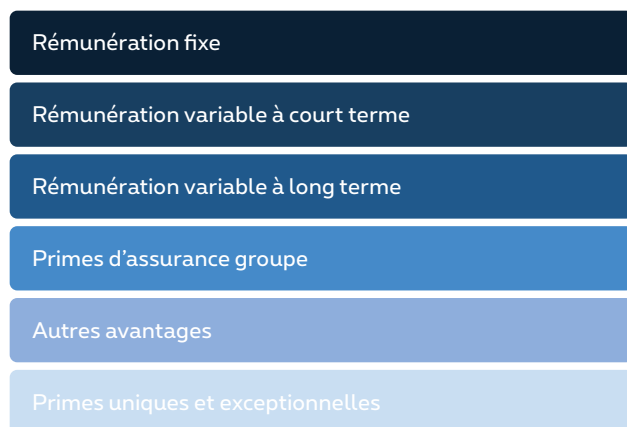 Rémunération fixe
Rémunération variable à court terme
Rémunération variable à long terme
Primes d’assurance groupe
Autres avantages
Primes uniques et exceptionnelles